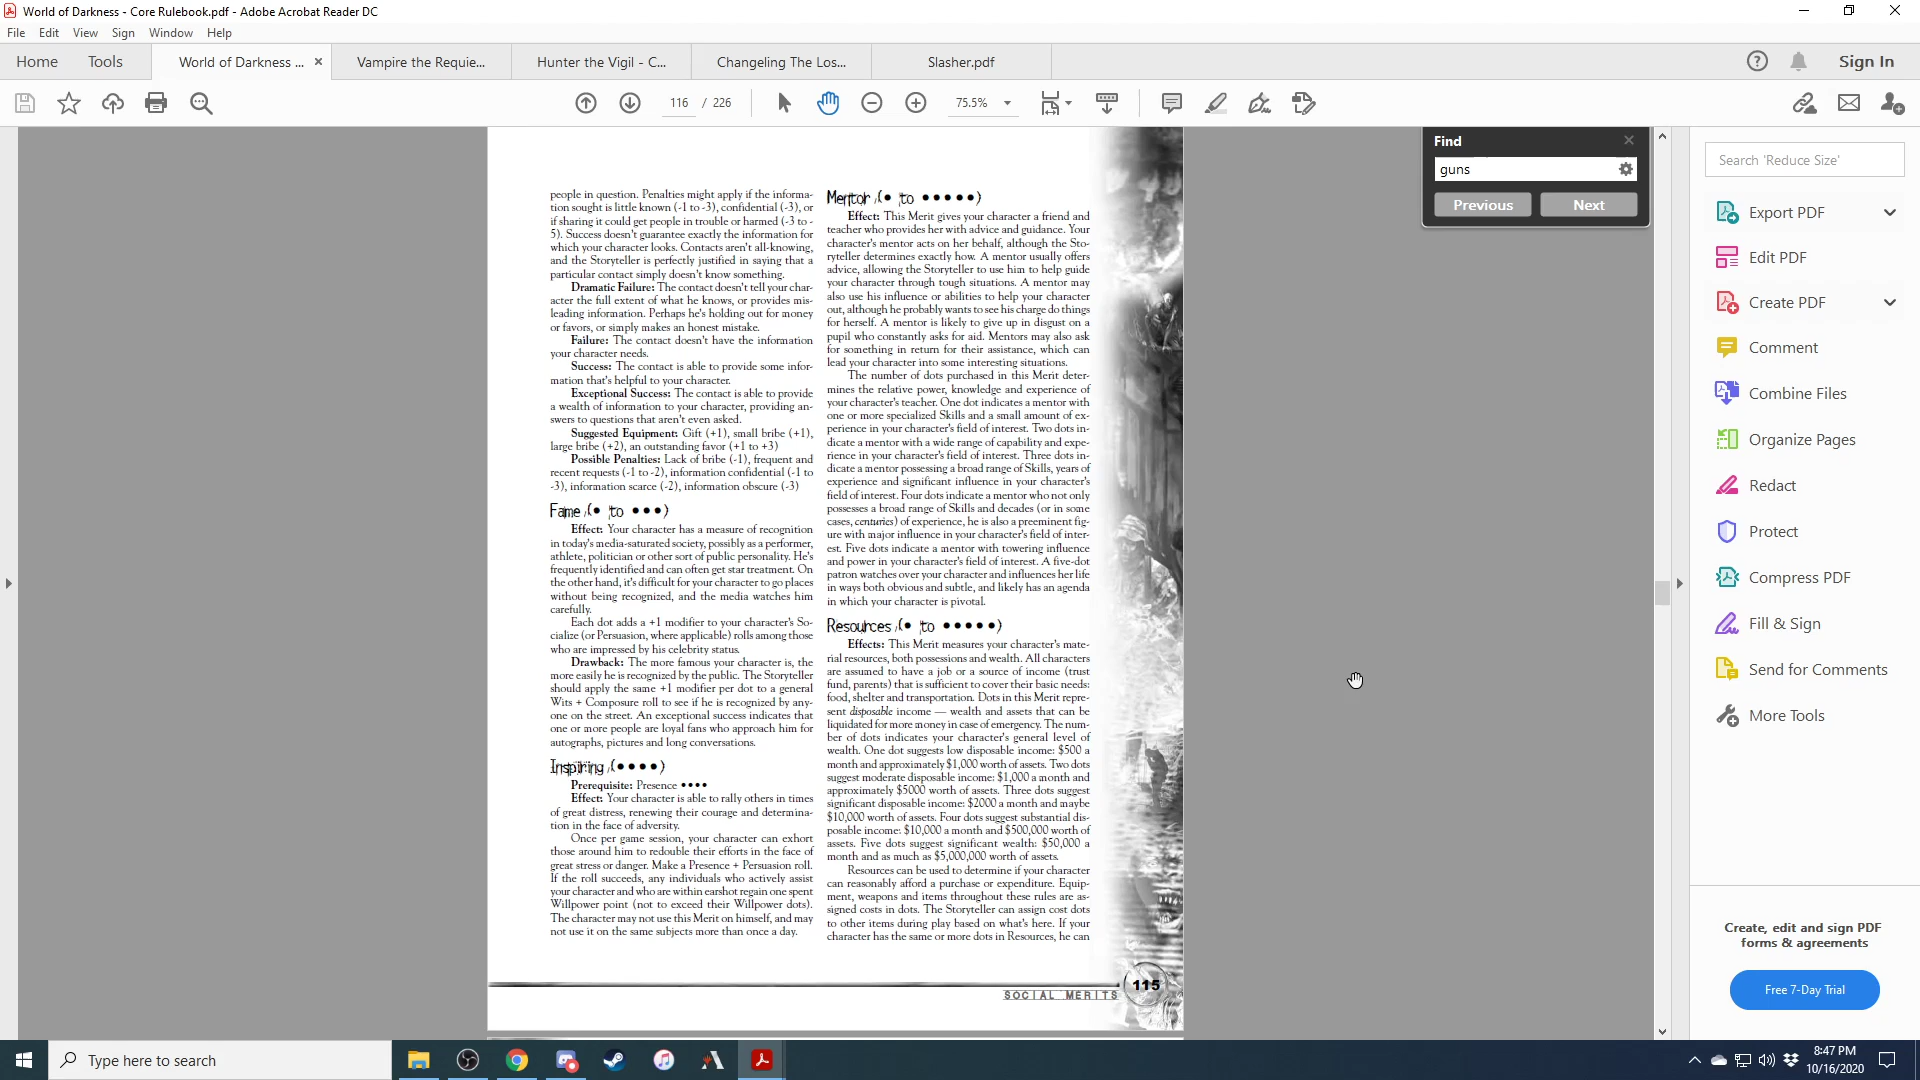 World of Darkness - Core Rulebook.pdf - Adobe Acrobat Reader DC
File Edit View Sign Window Help
Home Tools World of Darkness ... × Vampire the Requie... Hunter the Vigil - C... Changeling The Los... Slasher.pdf Sign In
116 / 226 75.5%
Find
guns
Previous Next
people in question. Penalties might apply if the informa-
tion sought is little known (-1 to -3), confidential (-3), or
if sharing it could get people in trouble or harmed (-3 to -
5). Success doesn't guarantee exactly the information for
which your character looks. Contacts aren't all-knowing,
and the Storyteller is perfectly justified in saying that a
particular contact simply doesn't know something.
Dramatic Failure: The contact doesn't tell your char-
acter the full extent of what he knows, or provides mis-
leading information. Perhaps he's holding out for money
or favors, or simply makes an honest mistake.
Failure: The contact doesn't have the information
your character needs.
Success: The contact is able to provide some infor-
mation that's helpful to your character.
Exceptional Success: The contact is able to provide
a wealth of information to your character, providing an-
swers to questions that aren't even asked.
Suggested Equipment: Gift (+1), small bribe (+1),
large bribe (+2), an outstanding favor (+1 to +3)
Possible Penalties: Lack of bribe (-1), frequent and
recent requests (-1 to -2), information confidential (-1 to
-3), information scarce (-2), information obscure (-3)
Fame (• to •••)
Effect: Your character has a measure of recognition
in today's media-saturated society, possibly as a performer,
athlete, politician or other sort of public personality. He's
frequently identified and can often get star treatment. On
the other hand, it's difficult for your character to go places
without being recognized, and the media watches him
carefully.
Each dot adds a +1 modifier to your character's So-
cialize (or Persuasion, where applicable) rolls among those
who are impressed by his celebrity status.
Drawback: The more famous your character is, the
more easily he is recognized by the public. The Storyteller
should apply the same +1 modifier per dot to a general
Wits + Composure roll to see if he is recognized by any-
one on the street. An exceptional success indicates that
one or more people are loyal fans who approach him for
autographs, pictures and long conversations.
Inspiring (••••)
Prerequisite: Presence ••••
Effect: Your character is able to rally others in times
of great distress, renewing their courage and determina-
tion in the face of adversity.
Once per game session, your character can exhort
those around him to redouble their efforts in the face of
great stress or danger. Make a Presence + Persuasion roll.
If the roll succeeds, any individuals who actively assist
your character and who are within earshot regain one spent
Willpower point (not to exceed their Willpower dots).
The character may not use this Merit on himself, and may
not use it on the same subjects more than once a day.
Mentor (• to •••••)
Effect: This Merit gives your character a friend and
teacher who provides her with advice and guidance. Your
character's mentor acts on her behalf, although the Sto-
ryteller determines exactly how. A mentor usually offers
advice, allowing the Storyteller to use him to help guide
your character through tough situations. A mentor may
also use his influence or abilities to help your character
out, although he probably wants to see his charge do things
for herself. A mentor is likely to give up in disgust on a
pupil who constantly asks for aid. Mentors may also ask
for something in return for their assistance, which can
lead your character into some interesting situations.
The number of dots purchased in this Merit deter-
mines the relative power, knowledge and experience of
your character's teacher. One dot indicates a mentor with
one or more specialized Skills and a small amount of ex-
perience in your character's field of interest. Two dots in-
dicate a mentor with a wide range of capability and expe-
rience in your character's field of interest. Three dots in-
dicate a mentor possessing a broad range of Skills, years of
experience and significant influence in your character's
field of interest. Four dots indicate a mentor who not only
possesses a broad range of Skills and decades (or in some
cases, centuries) of experience, he is also a preeminent fig-
ure with major influence in your character's field of inter-
est. Five dots indicate a mentor with towering influence
and power in your character's field of interest. A five-dot
patron watches over your character and influences her life
in ways both obvious and subtle, and likely has an agenda
in which your character is pivotal.
Resources (• to •••••)
Effects: This Merit measures your character's mate-
rial resources, both possessions and wealth. All characters
are assumed to have a job or a source of income (trust
fund, parents) that is sufficient to cover their basic needs:
food, shelter and transportation. Dots in this Merit repre-
sent disposable income — wealth and assets that can be
liquidated for more money in case of emergency. The num-
ber of dots indicates your character's general level of
wealth. One dot suggests low disposable income: $500 a
month and approximately $1,000 worth of assets. Two dots
suggest moderate disposable income: $1,000 a month and
approximately $5000 worth of assets. Three dots suggest
significant disposable income: $2000 a month and maybe
$10,000 worth of assets. Four dots suggest substantial dis-
posable income: $10,000 a month and $500,000 worth of
assets. Five dots suggest significant wealth: $50,000 a
month and as much as $5,000,000 worth of assets.
Resources can be used to determine if your character
can reasonably afford a purchase or expenditure. Equip-
ment, weapons and items throughout these rules are as-
signed costs in dots. The Storyteller can assign cost dots
to other items during play based on what's here. If your
character has the same or more dots in Resources, he can
SOCIAL MERITS 115
Search 'Reduce Size'
Export PDF
Edit PDF
Create PDF
Comment
Combine Files
Organize Pages
Redact
Protect
Compress PDF
Fill & Sign
Send for Comments
More Tools
Create, edit and sign PDF
forms & agreements
Free 7-Day Trial
Type here to search
8:47 PM
10/16/2020